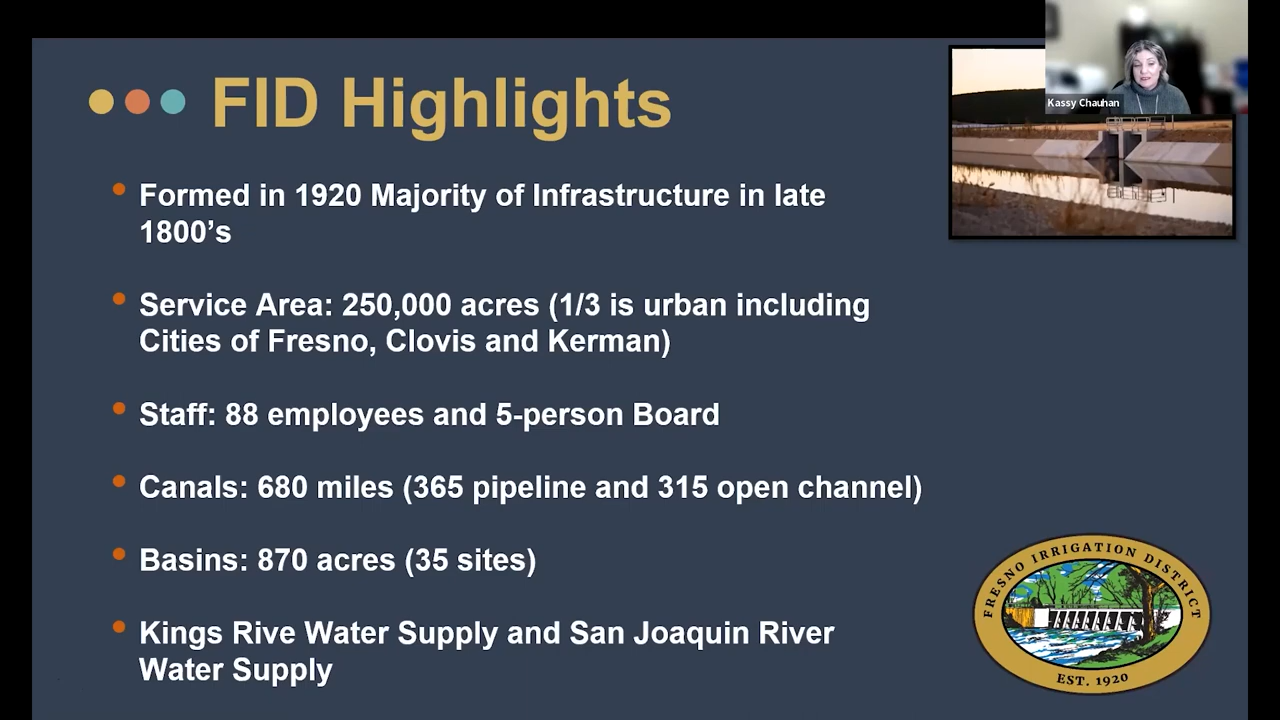 Kassy Chauhan
FID Highlights
Formed in 1920 Majority of Infrastructure in late
1800’s
Service Area: 250,000 acres (1/3 is urban including
Cities of Fresno, Clovis and Kerman)
Staff: 88 employees and 5-person Board
Canals: 680 miles (365 pipeline and 315 open channel)
Basins: 870 acres (35 sites)
Kings Rive Water Supply and San Joaquin River
Water Supply
FRESNO IRRIGATION DISTRICT
EST. 1920